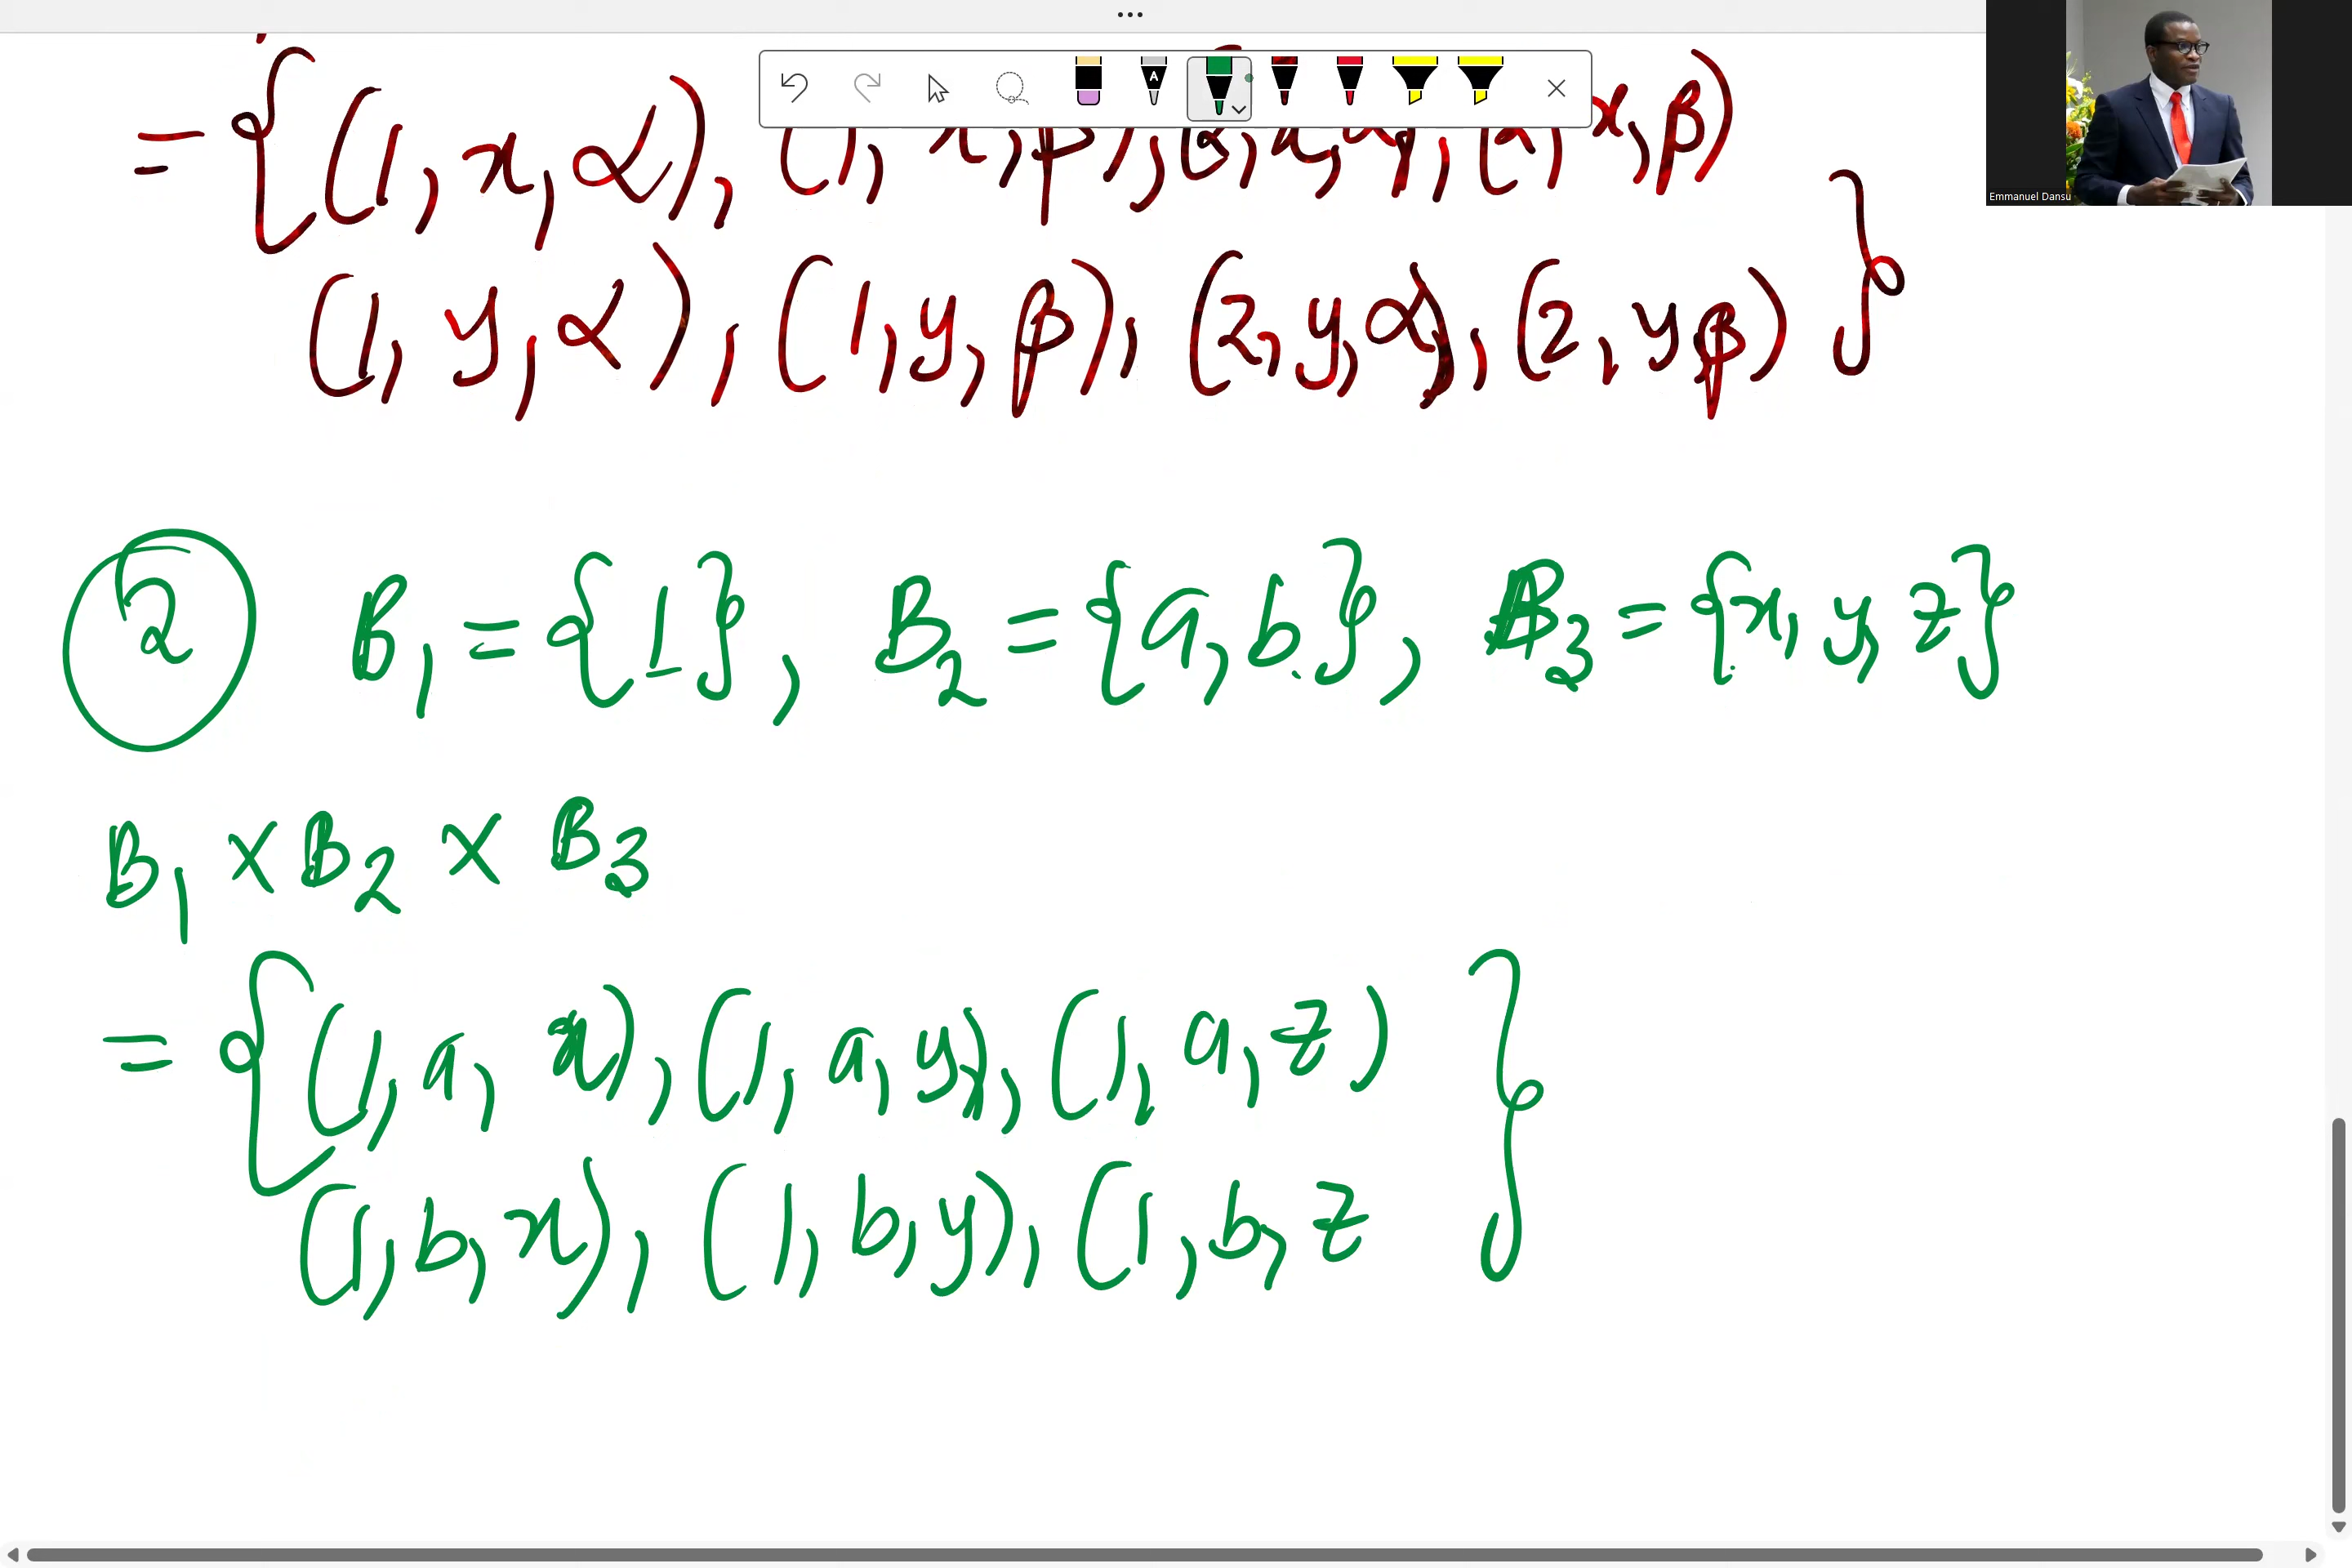 = {(1, x, α), (1, x, β), (2, x, α), (2, x, β)
Emmanuel Dansu
(1, y, α), (1, y, β), (2, y, α), (2, y β) }
2 B₁ = {1}, B₂ = {a, b}, B₃ = {x, y, z}
B₁ × B₂ × B₃
= {(1, a, x), (1, a, y), (1, a, z)
(1, b, x), (1, b, y), (1, b, z }